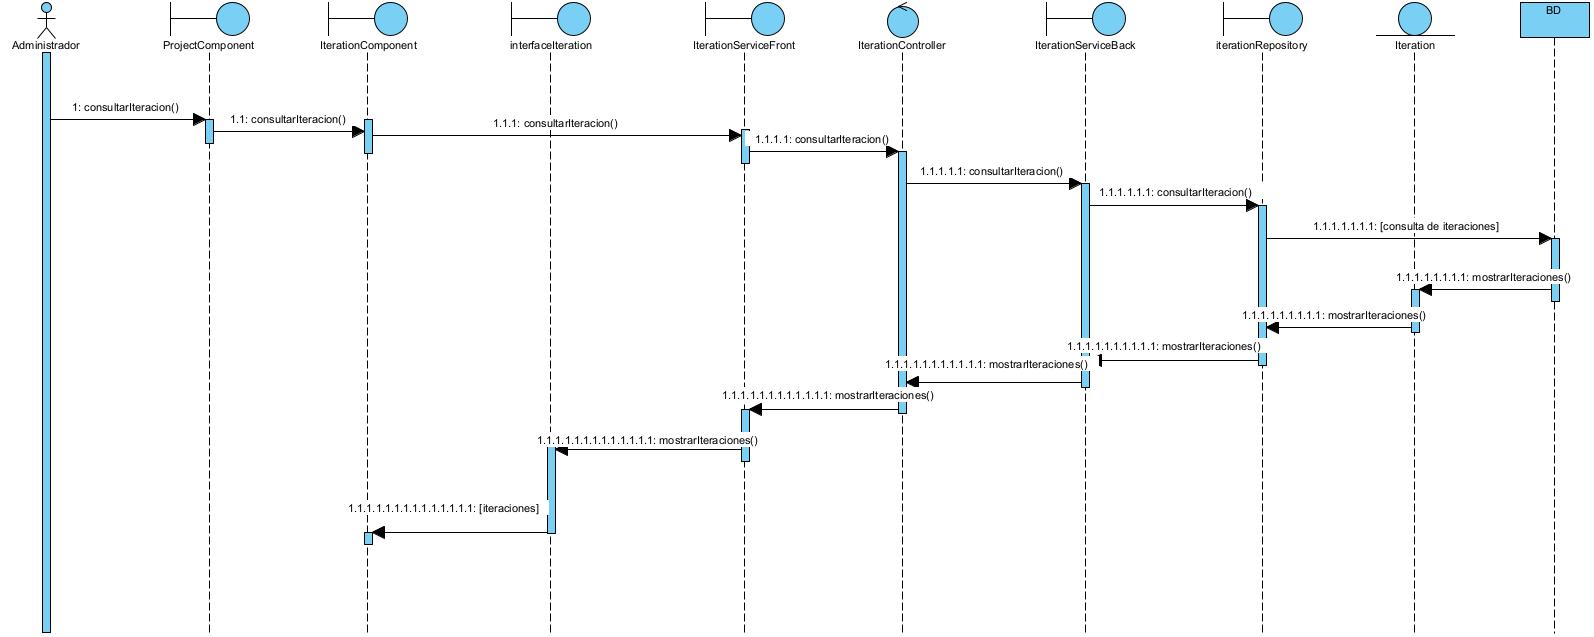 Administrador
ProjectComponent
IterationComponent
interfaceIteration
IterationServiceFront
IterationController
IterationServiceBack
iterationRepository
Iteration
BD
1: consultarIteracion()
1.1: consultarIteracion()
1.1.1: consultarIteracion()
1.1.1.1: consultarIteracion()
1.1.1.1.1: consultarIteracion()
1.1.1.1.1.1: consultarIteracion()
1.1.1.1.1.1.1: [consulta de iteraciones]
1.1.1.1.1.1.1.1: mostrarIteraciones()
1.1.1.1.1.1.1.1.1: mostrarIteraciones()
1.1.1.1.1.1.1.1.1.1: mostrarIteraciones()
1.1.1.1.1.1.1.1.1.1.1: mostrarIteraciones()
1.1.1.1.1.1.1.1.1.1.1.1: mostrarIteraciones()
1.1.1.1.1.1.1.1.1.1.1.1.1: mostrarIteraciones()
1.1.1.1.1.1.1.1.1.1.1.1.1.1: [iteraciones]